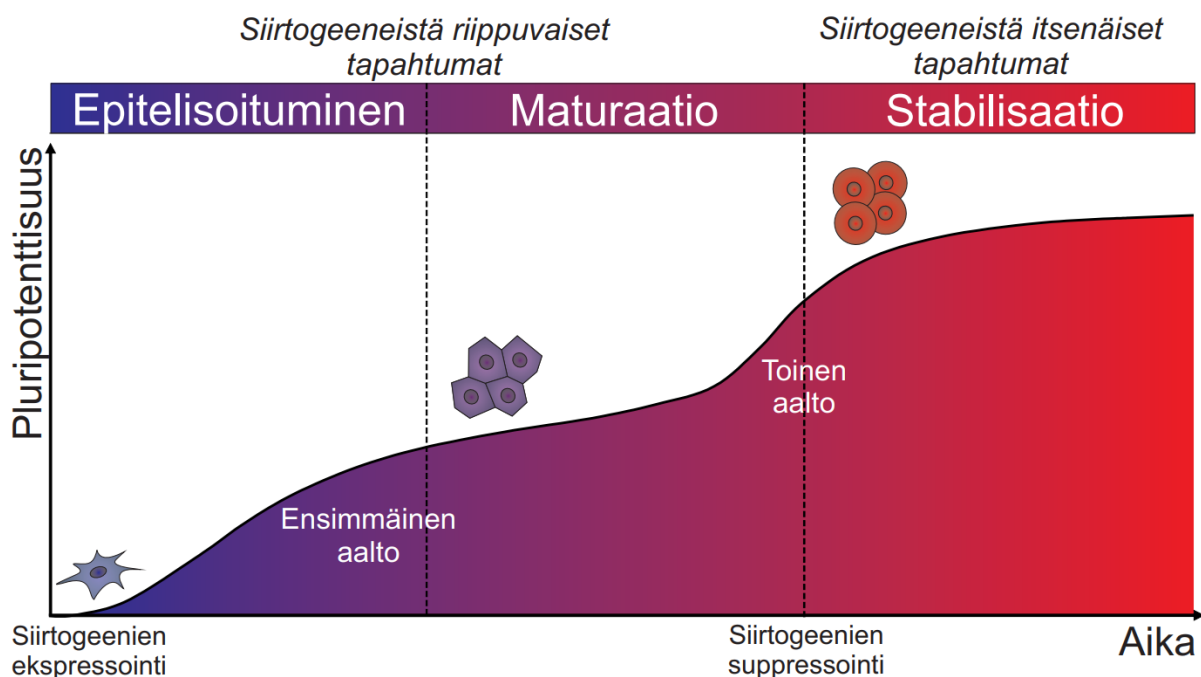 Siirtogeeneistä riippuvaiset
tapahtumat
Siirtogeeneistä itsenäiset
tapahtumat
Epitelisoituminen
Maturaatio
Stabilisaatio
Pluripotenttisuus
Ensimmäinen
aalto
Toinen
aalto
Siirtogeenien
ekspressointi
Siirtogeenien
suppressointi
Aika